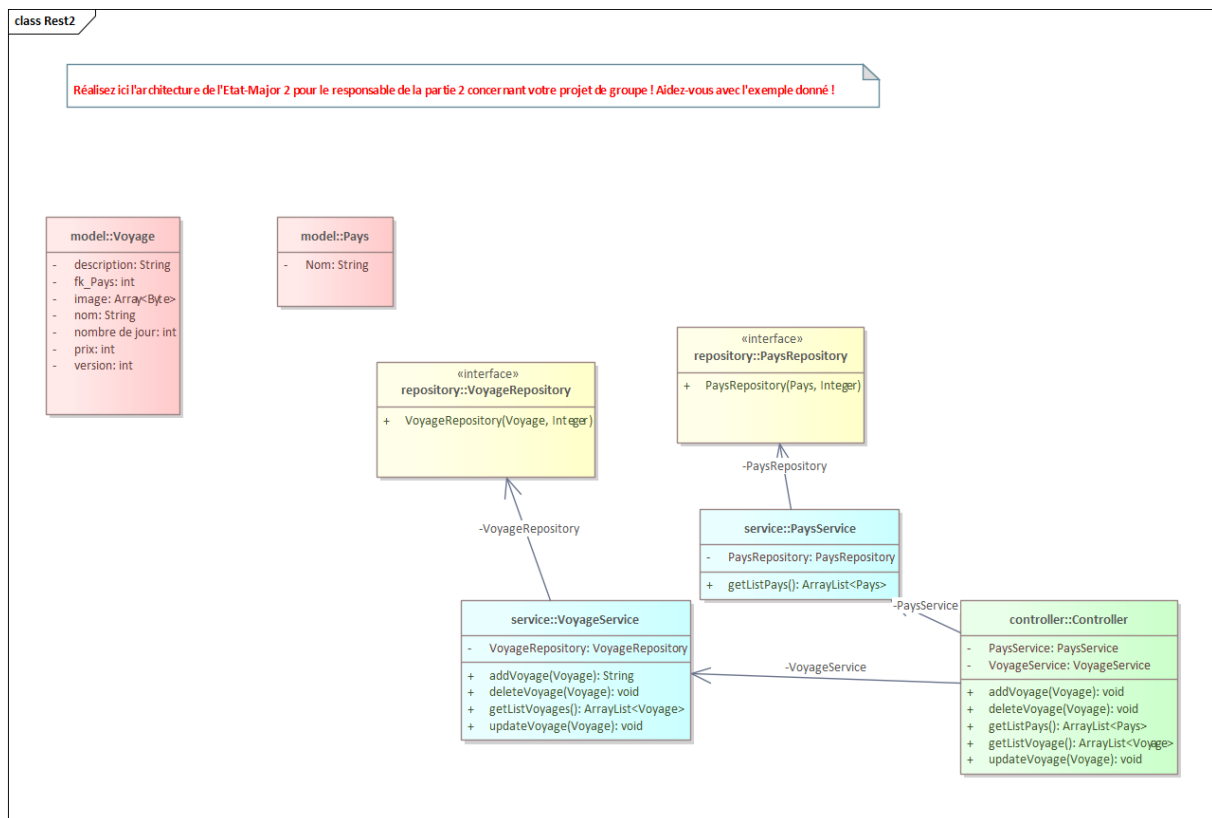 class Rest2
Réalisez ici l'architecture de l'Etat-Major 2 pour le responsable de la partie 2 concernant votre projet de groupe ! Aidez-vous avec l'exemple donné !
model::Voyage
- description: String
- fk_Pays: int
- image: Array<Byte>
- nom: String
- nombre de jour: int
- prix: int
- version: int
model::Pays
- Nom: String
«interface»
repository::PaysRepository
+ PaysRepository(Pays, Integer)
«interface»
repository::VoyageRepository
+ VoyageRepository(Voyage, Integer)
-PaysRepository
-VoyageRepository
service::PaysService
- PaysRepository: PaysRepository
+ getListPays(): ArrayList<Pays>
-PaysService
service::VoyageService
- VoyageRepository: VoyageRepository
+ addVoyage(Voyage): String
+ deleteVoyage(Voyage): void
+ getListVoyages(): ArrayList<Voyage>
+ updateVoyage(Voyage): void
-VoyageService
controller::Controller
- PaysService: PaysService
- VoyageService: VoyageService
+ addVoyage(Voyage): void
+ deleteVoyage(Voyage): void
+ getListPays(): ArrayList<Pays>
+ getListVoyage(): ArrayList<Voyage>
+ updateVoyage(Voyage): void